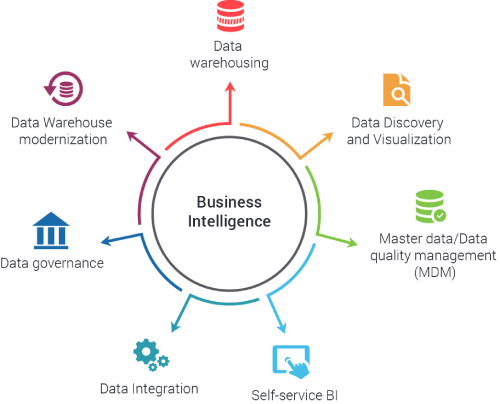 Data
warehousing
Data Discovery
and Visualization
Master data/Data
quality management
(MDM)
Self-service BI
Data Integration
Data governance
Data Warehouse
modernization
Business
Intelligence